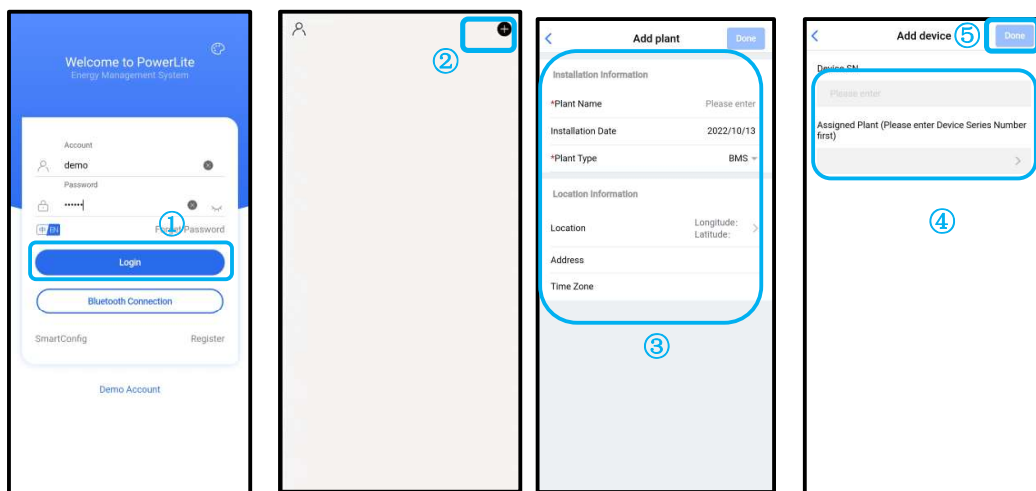 Welcome to PowerLite
Energy Management System
Account
demo
Password
••••••
中 EN
Forget Password
①
Login
Bluetooth Connection
SmartConfig
Register
Demo Account
②
Add plant
Done
Installation Information
*Plant Name
Please enter
Installation Date
2022/10/13
*Plant Type
BMS
Location Information
Location
Longitude:
Latitude:
Address
Time Zone
③
Add device
⑤
Done
Device SN
Please enter
Assigned Plant (Please enter Device Series Number
first)
④